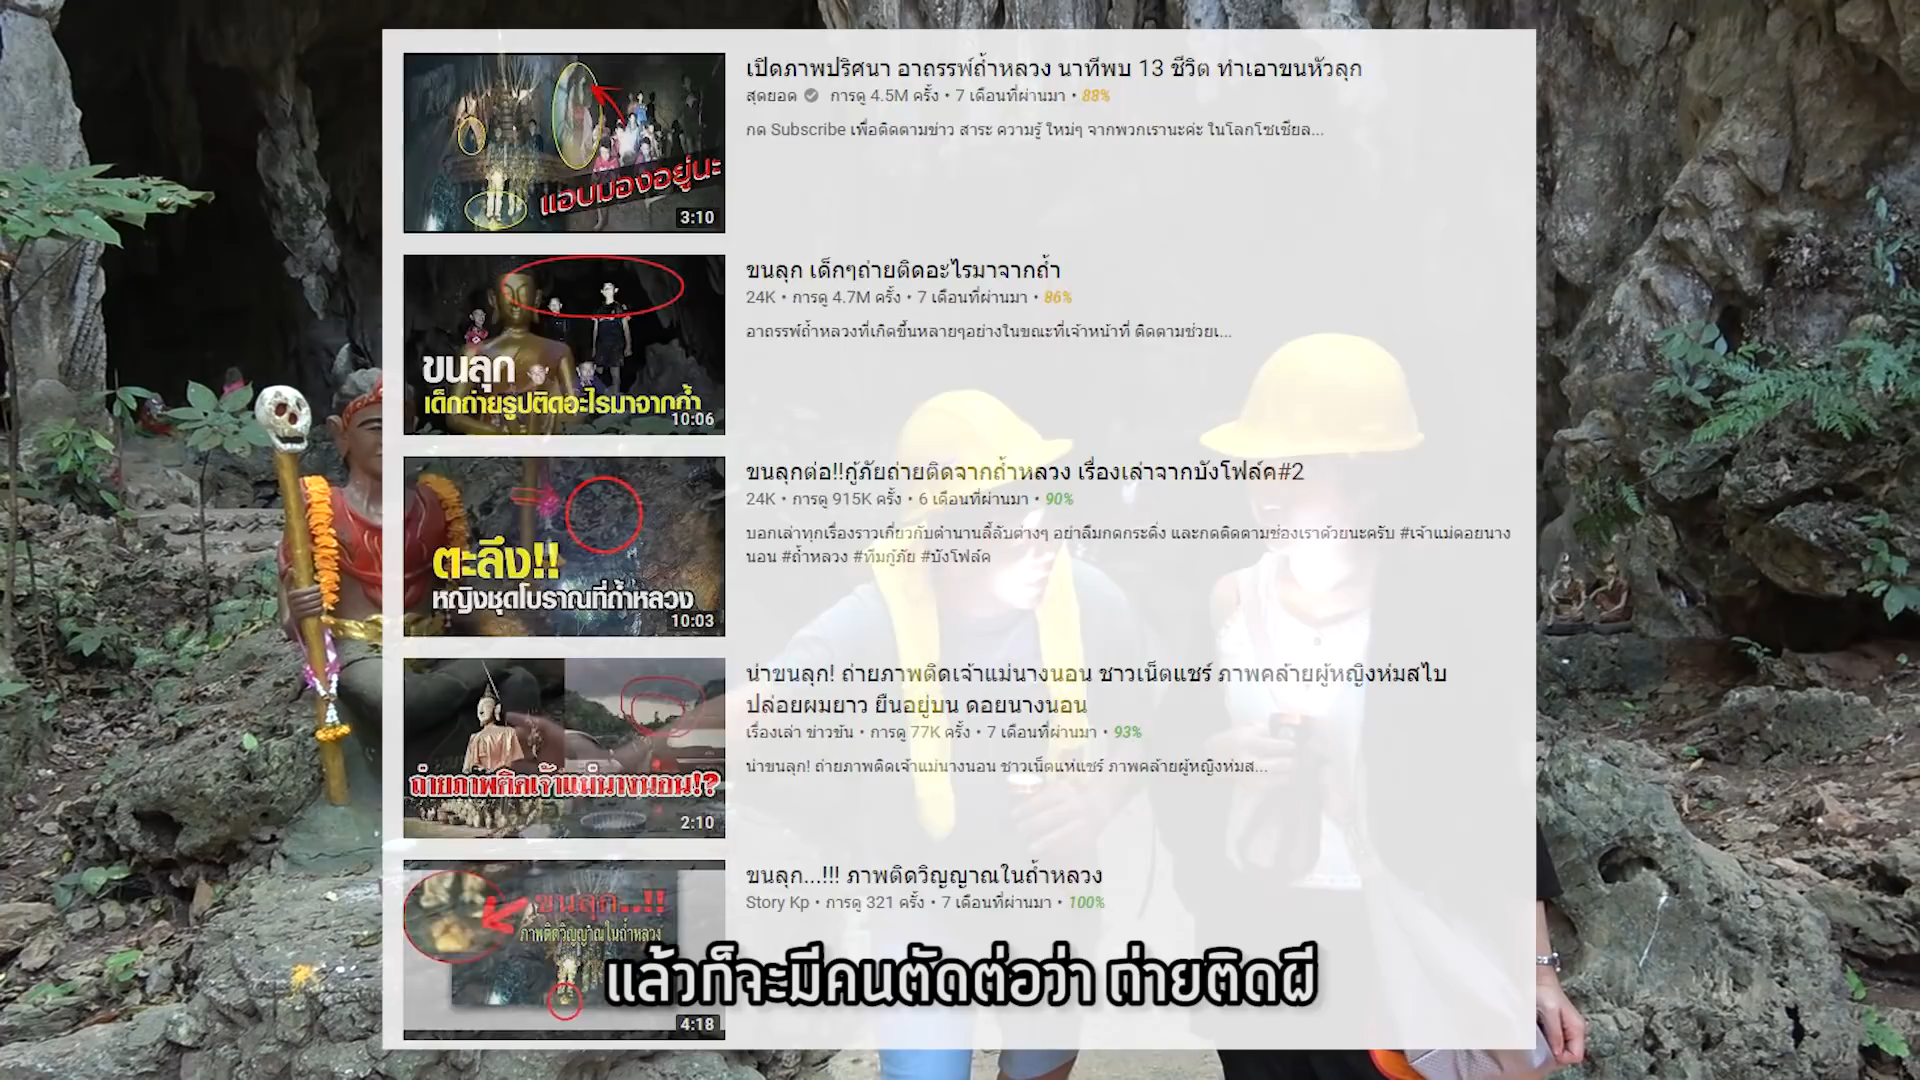 เปิดภาพปริศนา อาถรรพ์ถ้ำหลวง นาทีพบ 13 ชีวิต ทำเอาขนหัวลุก
สุดยอด การดู 4.5M ครั้ง • 7 เดือนที่ผ่านมา • 88%
กด Subscribe เพื่อติดตามข่าว สาระ ความรู้ ใหม่ๆ จากพวกเรานะค่ะ ในโลกโซเชียล...
แอบมองอยู่นะ
3:10
ขนลุก เด็กๆถ่ายติดอะไรมาจากถ้ำ
24K • การดู 4.7M ครั้ง • 7 เดือนที่ผ่านมา • 86%
อาถรรพ์ถ้ำหลวงที่เกิดขึ้นหลายๆอย่างในขณะที่เจ้าหน้าที่ ติดตามช่วยเ...
ขนลุก
เด็กถ่ายรูปติดอะไรมาจากถ้ำ
10:06
ขนลุกต่อ!!กู้ภัยถ่ายติดจากถ้ำหลวง เรื่องเล่าจากบังโฟล์ค#2
24K • การดู 915K ครั้ง • 6 เดือนที่ผ่านมา • 90%
บอกเล่าทุกเรื่องราวเกี่ยวกับตำนานลี้ลับต่างๆ อย่าลืมกดกระดิ่ง และกดติดตามช่องเราด้วยนะครับ #เจ้าแม่ดอยนาง
นอน #ถ้ำหลวง #ทีมกู้ภัย #บังโฟล์ค
ตะลึง!!
หญิงชุดโบราณที่ถ้ำหลวง
10:03
น่าขนลุก! ถ่ายภาพติดเจ้าแม่นางนอน ชาวเน็ตแชร์ ภาพคล้ายผู้หญิงห่มสไบ
ปล่อยผมยาว ยืนอยู่บน ดอยนางนอน
เรื่องเล่า ข่าวขัน • การดู 77K ครั้ง • 7 เดือนที่ผ่านมา • 93%
น่าขนลุก! ถ่ายภาพติดเจ้าแม่นางนอน ชาวเน็ตแห่แชร์ ภาพคล้ายผู้หญิงห่มส...
ถ่ายภาพติดเจ้าแม่นางนอน!?
2:10
ขนลุก...!!! ภาพติดวิญญาณในถ้ำหลวง
Story Kp • การดู 321 ครั้ง • 7 เดือนที่ผ่านมา • 100%
ขนลุก..!!
ภาพติดวิญญาณในถ้ำหลวง
4:18
แล้วก็จะมีคนตัดต่อว่า ถ่ายติดผี